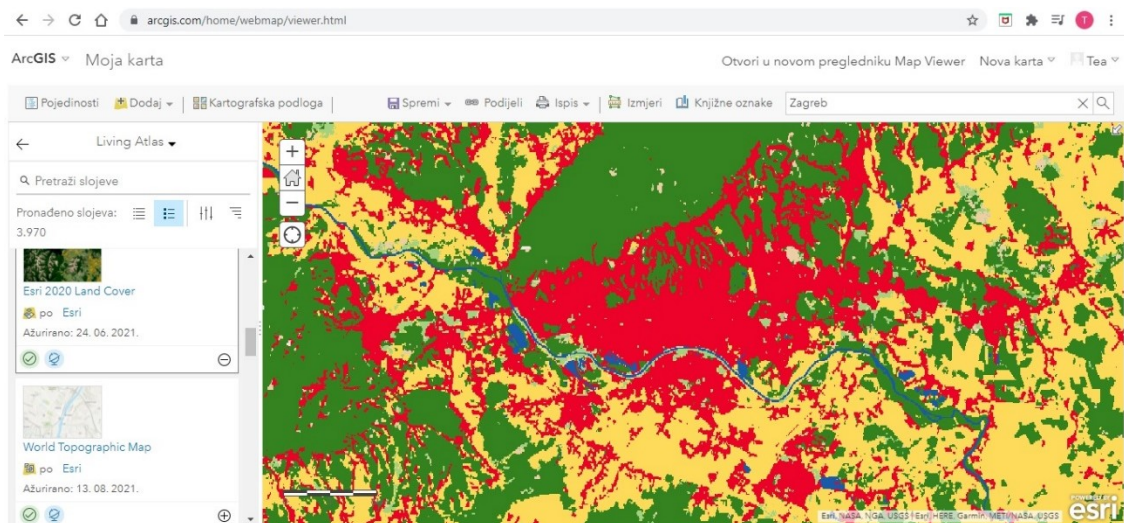 arcgis.com/home/webmap/viewer.html
T
ArcGIS Moja karta
Otvori u novom pregledniku Map Viewer Nova karta Tea
Pojedinosti Dodaj Kartografska podloga Spremi Podijeli Ispis Izmjeri Knjižne oznake Zagreb
Living Atlas
Pretraži slojeve
Pronađeno slojeva:
3.970
Esri 2020 Land Cover
po Esri
Ažurirano: 24. 06. 2021.
World Topographic Map
po Esri
Ažurirano: 13. 08. 2021.
Esri, NASA, NGA, USGS | Esri, HERE, Garmin, METI/NASA, USGS
POWERED BY
esri